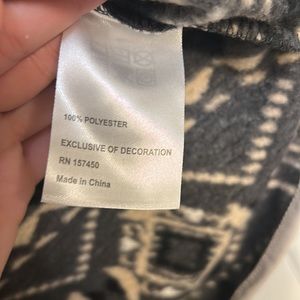 100% POLYESTER
EXCLUSIVE OF DECORATION
RN 157450
Made in China